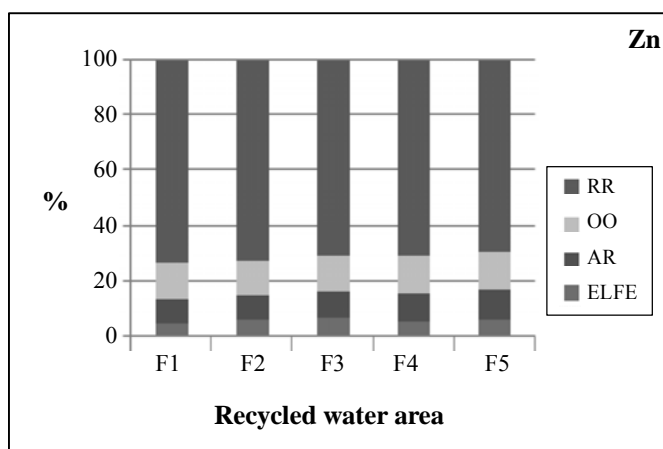 Zn
100
80
60
40
20
0
%
F1 F2 F3 F4 F5
Recycled water area
RR
OO
AR
ELFE